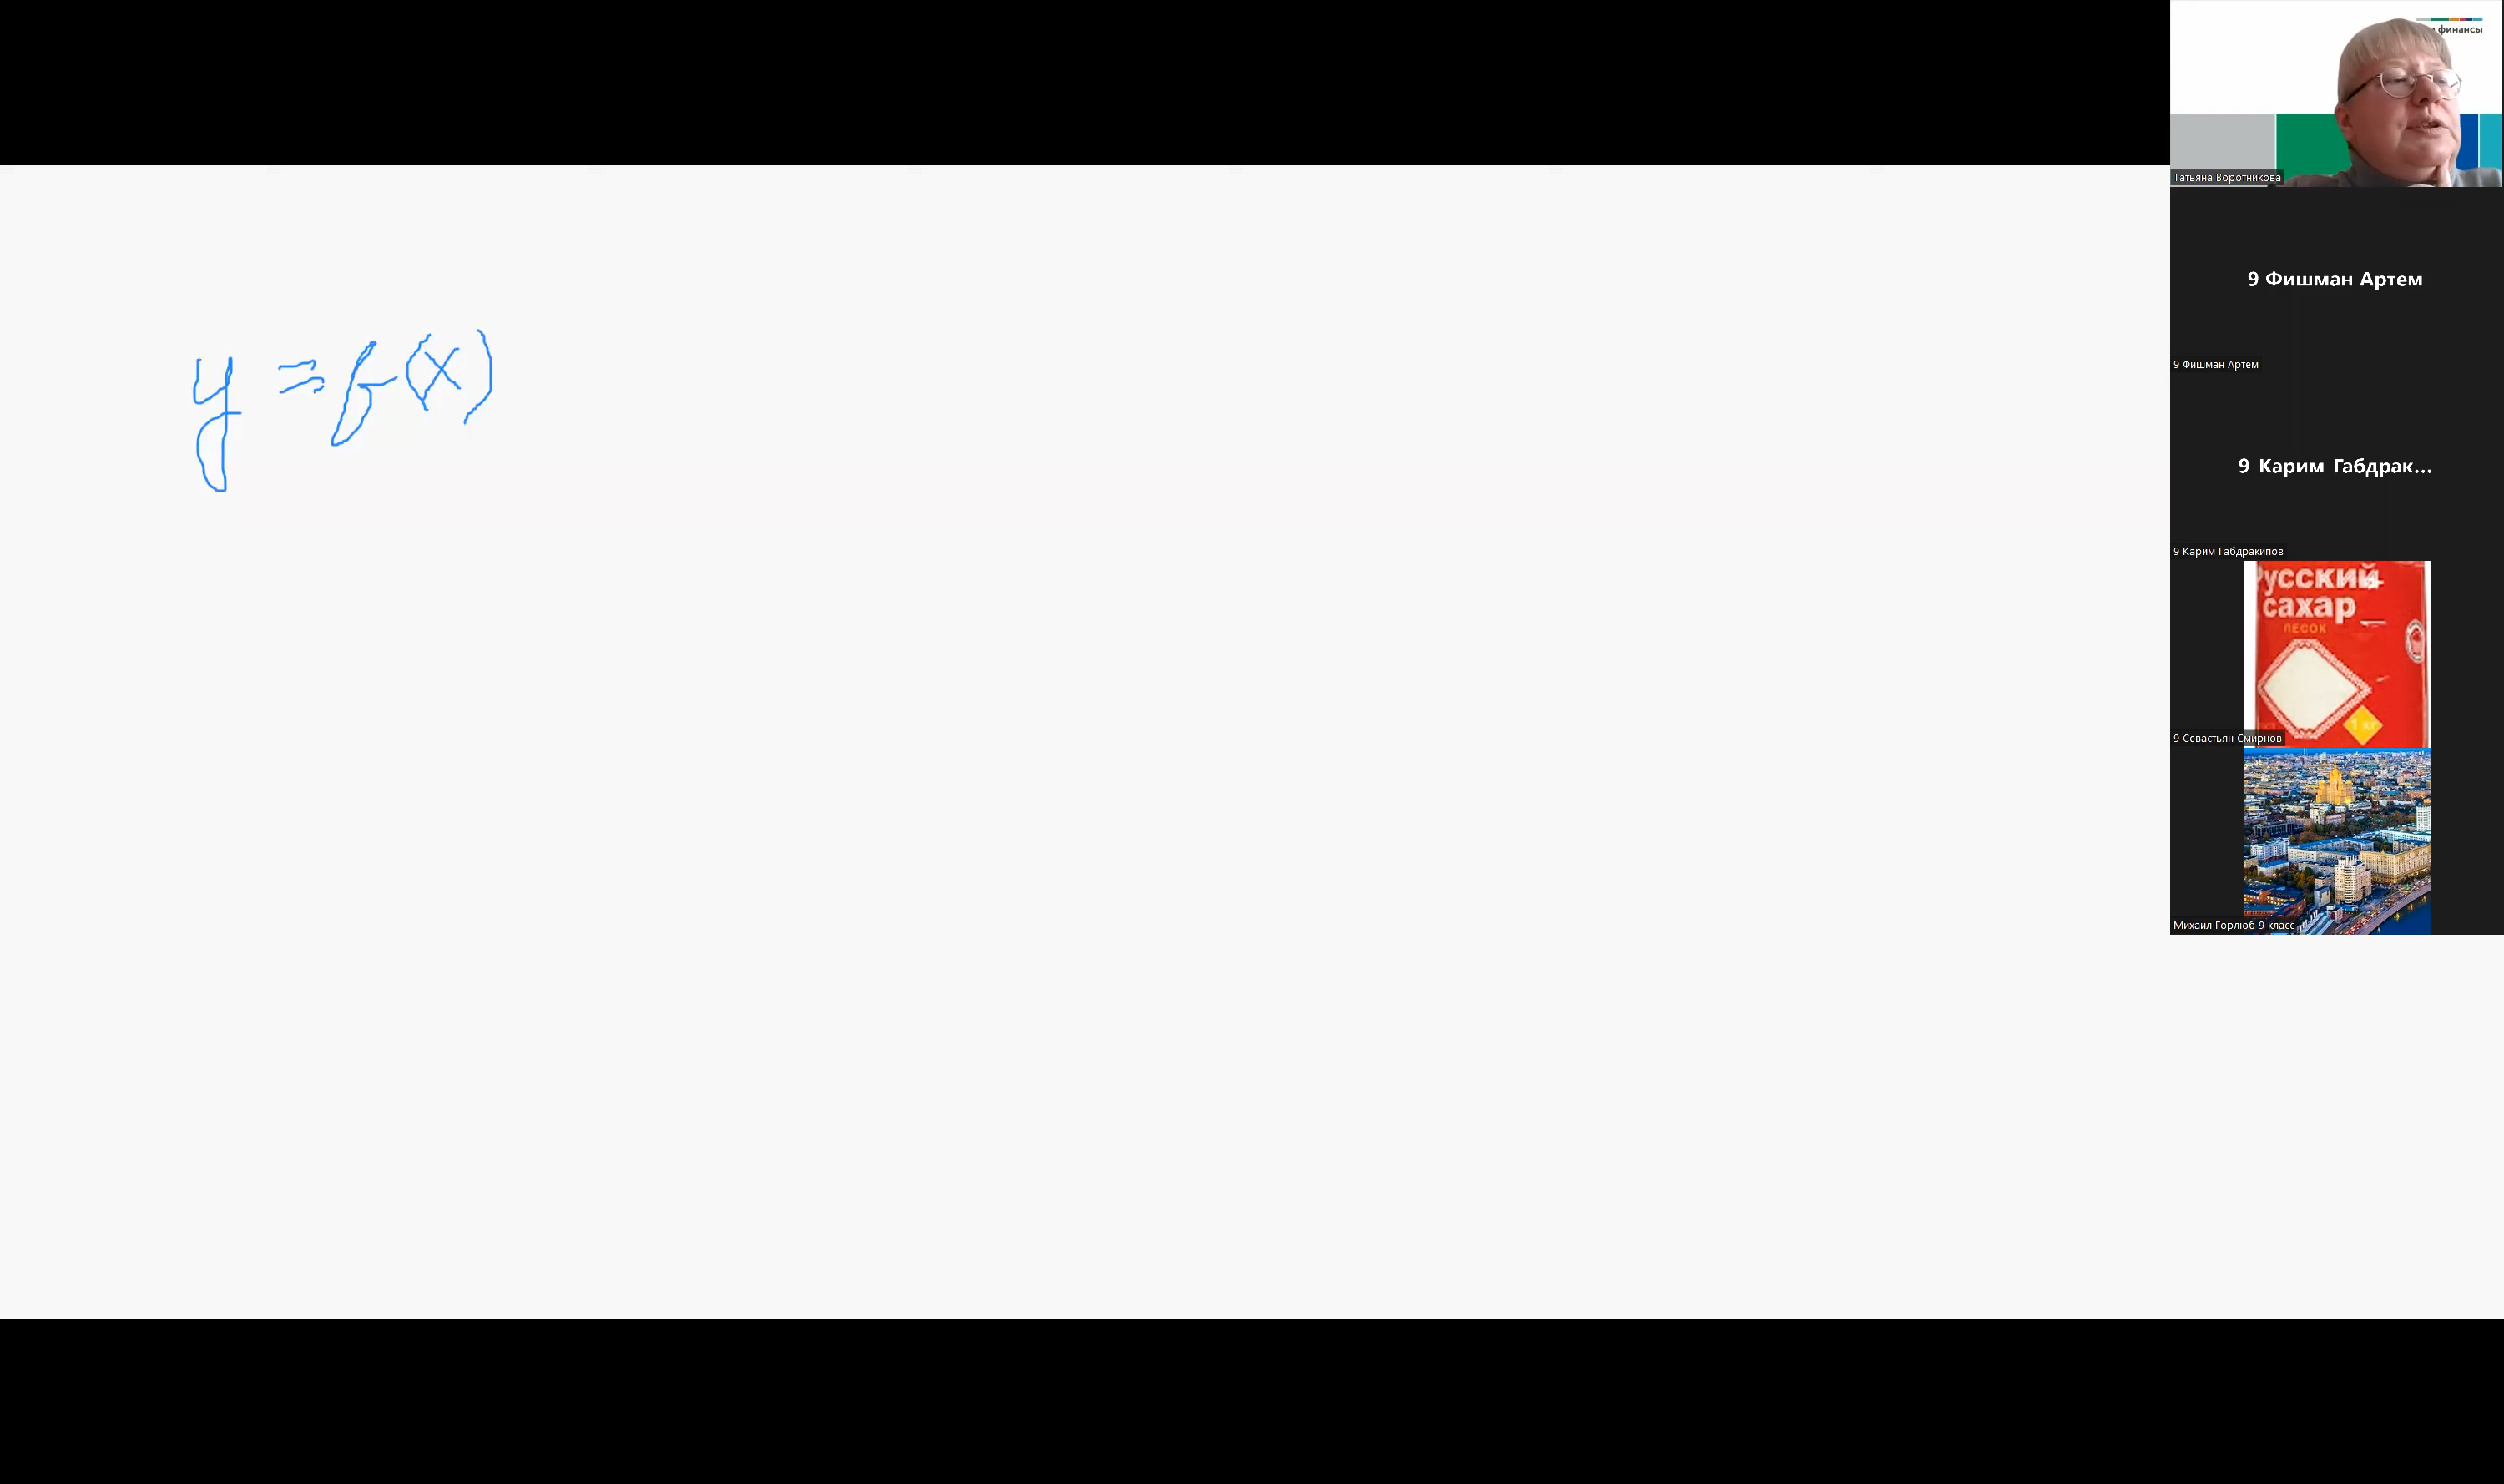 финансы
Татьяна Воротникова
y = f(x)
9 Фишман Артем
9 Фишман Артем
9 Карим Габдрак...
9 Карим Габдракипов
Русский
сахар
ПЕСОК
1 кг
9 Севастьян Смирнов
Михаил Горлюб 9 класс